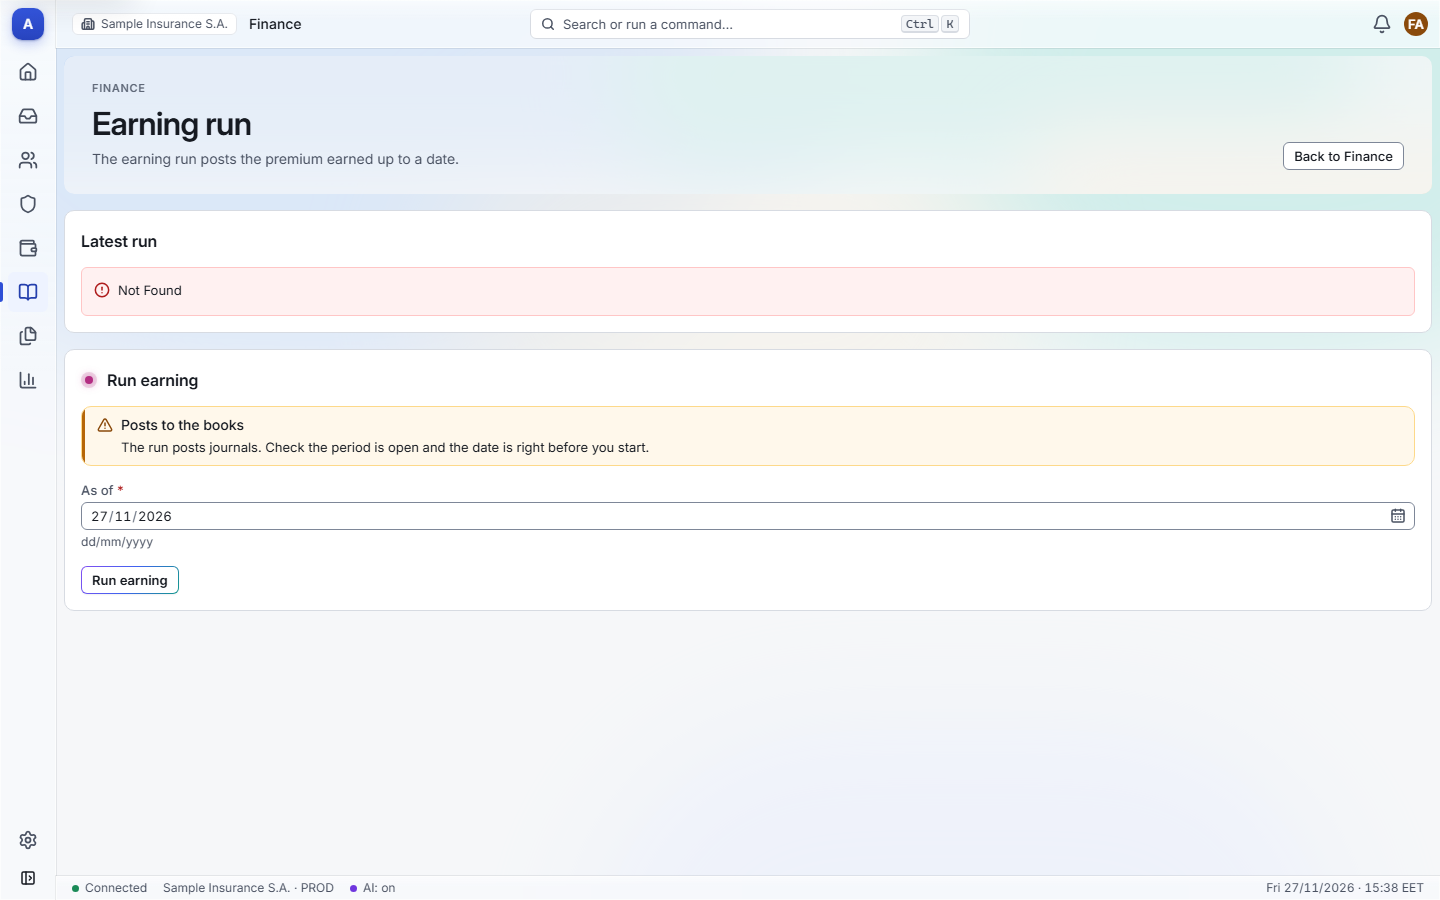 A
Sample Insurance S.A.
Finance
Search or run a command...
Ctrl K
FA
FINANCE
Earning run
The earning run posts the premium earned up to a date.
Back to Finance
Latest run
Not Found
Run earning
Posts to the books
The run posts journals. Check the period is open and the date is right before you start.
As of *
27/11/2026
dd/mm/yyyy
Run earning
Connected
Sample Insurance S.A. · PROD
AI: on
Fri 27/11/2026 · 15:38 EET